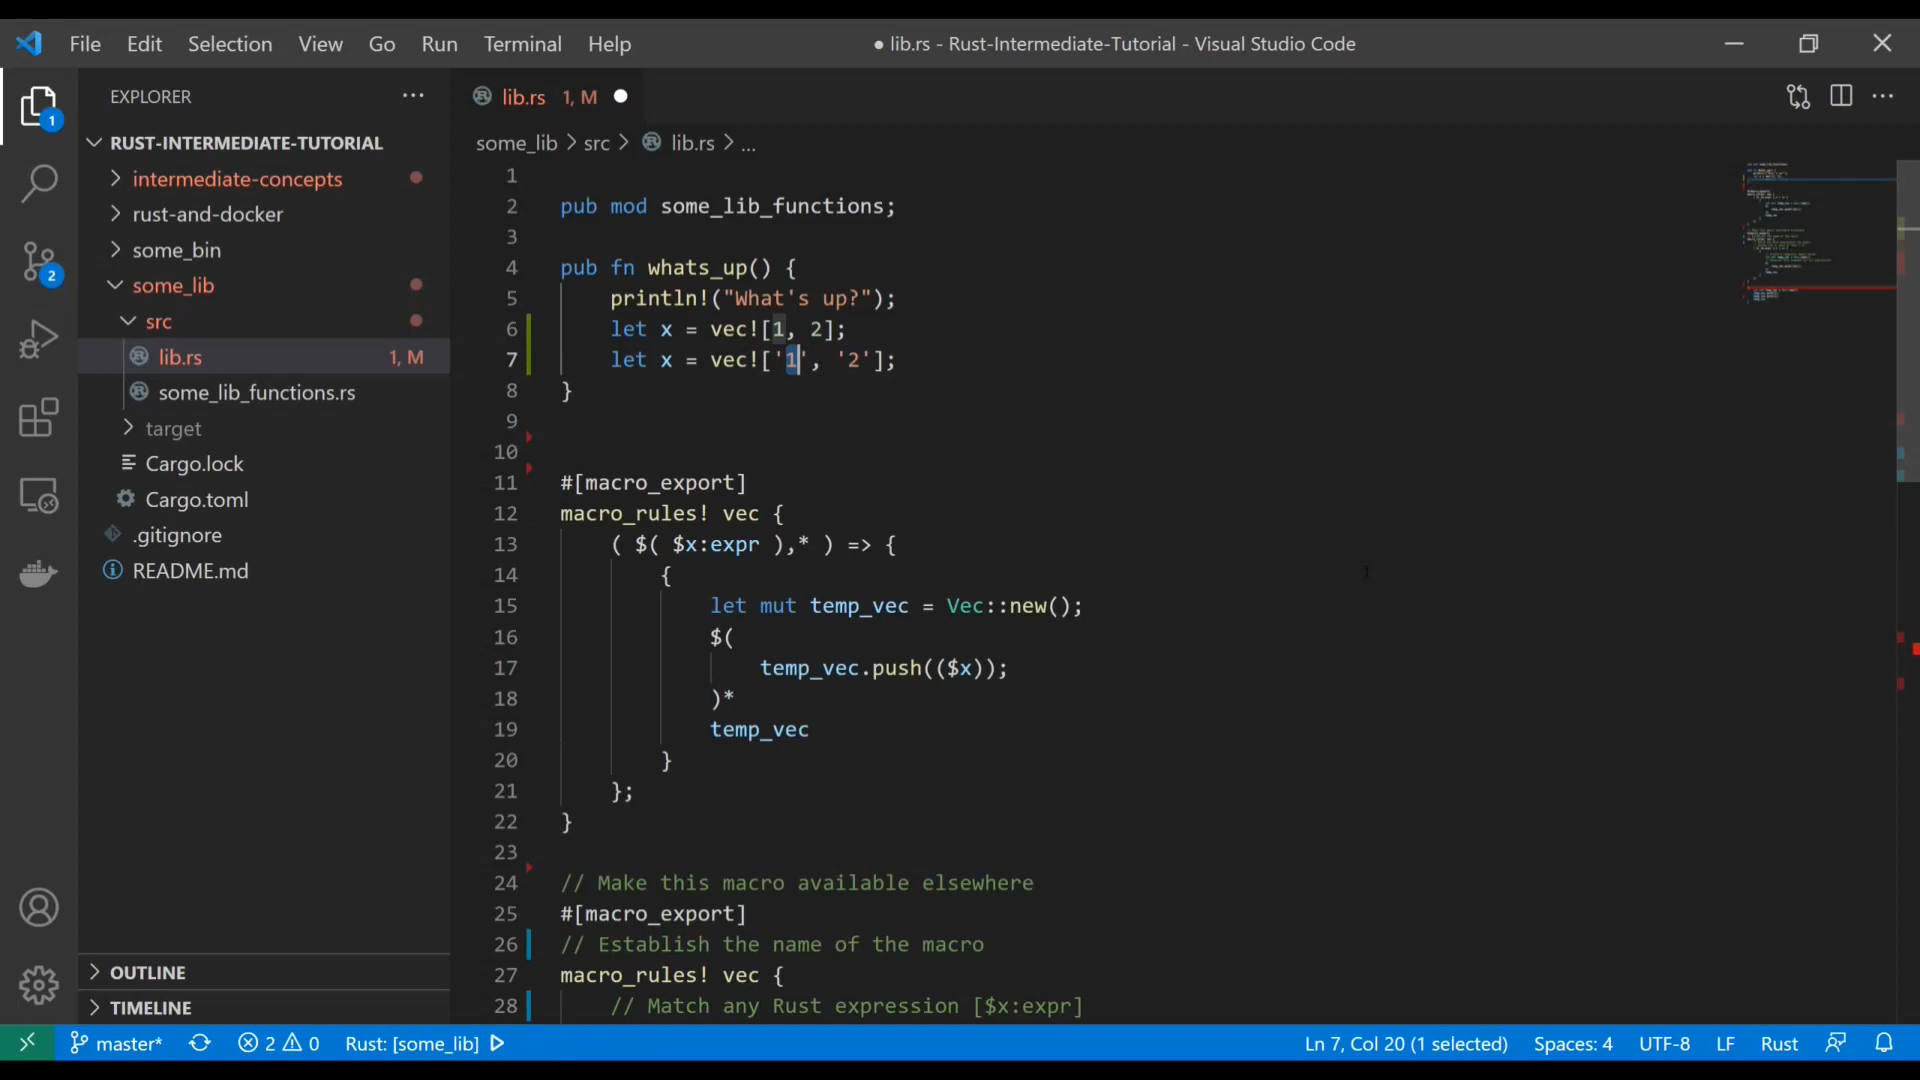 File Edit Selection View Go Run Terminal Help
● lib.rs - Rust-Intermediate-Tutorial - Visual Studio Code
EXPLORER
RUST-INTERMEDIATE-TUTORIAL
intermediate-concepts
rust-and-docker
some_bin
some_lib
src
lib.rs 1, M
some_lib_functions.rs
target
Cargo.lock
Cargo.toml
.gitignore
README.md
OUTLINE
TIMELINE
1
2
lib.rs 1, M
some_lib > src > lib.rs > ...
1
2 pub mod some_lib_functions;
3
4 pub fn whats_up() {
5 println!("What's up?");
6 let x = vec![1, 2];
7 let x = vec!['1', '2'];
8 }
9
10
11 #[macro_export]
12 macro_rules! vec {
13 ( $( $x:expr ),* ) => {
14 {
15 let mut temp_vec = Vec::new();
16 $(
17 temp_vec.push(($x));
18 )*
19 temp_vec
20 }
21 };
22 }
23
24 // Make this macro available elsewhere
25 #[macro_export]
26 // Establish the name of the macro
27 macro_rules! vec {
28 // Match any Rust expression [$x:expr]
master* 2 0 Rust: [some_lib] Ln 7, Col 20 (1 selected) Spaces: 4 UTF-8 LF Rust